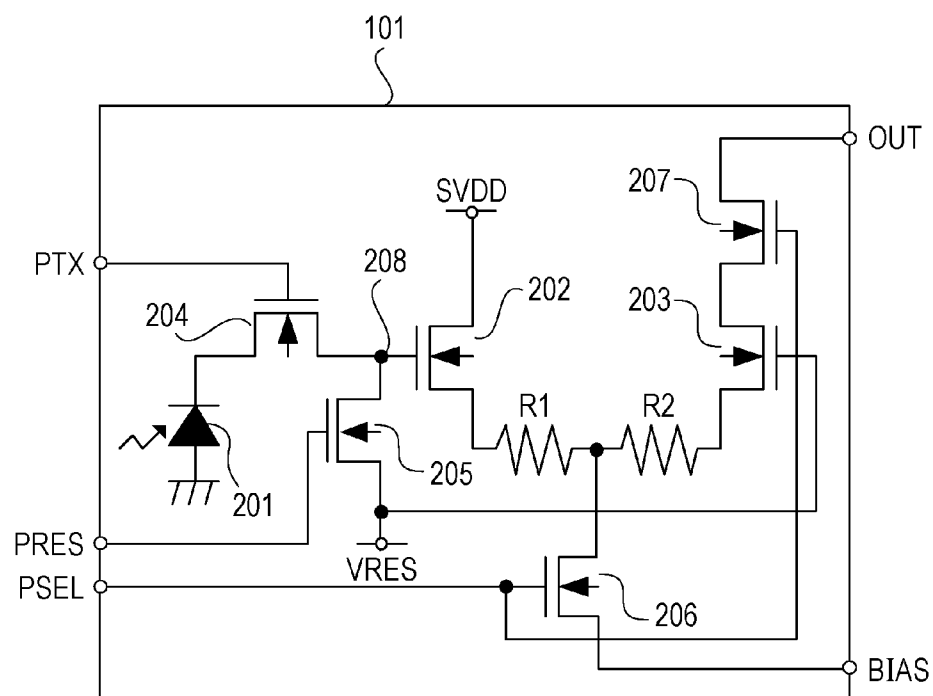 101
OUT
207
SVDD
PTX
208
202
204
203
R1
R2
205
201
PRES
VRES
PSEL
206
BIAS